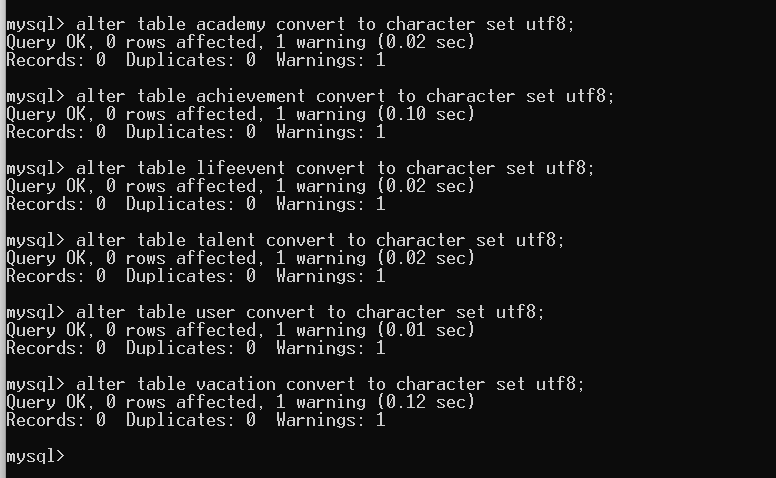 mysql> alter table academy convert to character set utf8;
Query OK, 0 rows affected, 1 warning (0.02 sec)
Records: 0  Duplicates: 0  Warnings: 1
mysql> alter table achievement convert to character set utf8;
Query OK, 0 rows affected, 1 warning (0.10 sec)
Records: 0  Duplicates: 0  Warnings: 1
mysql> alter table lifeevent convert to character set utf8;
Query OK, 0 rows affected, 1 warning (0.02 sec)
Records: 0  Duplicates: 0  Warnings: 1
mysql> alter table talent convert to character set utf8;
Query OK, 0 rows affected, 1 warning (0.02 sec)
Records: 0  Duplicates: 0  Warnings: 1
mysql> alter table user convert to character set utf8;
Query OK, 0 rows affected, 1 warning (0.01 sec)
Records: 0  Duplicates: 0  Warnings: 1
mysql> alter table vacation convert to character set utf8;
Query OK, 0 rows affected, 1 warning (0.12 sec)
Records: 0  Duplicates: 0  Warnings: 1
mysql>